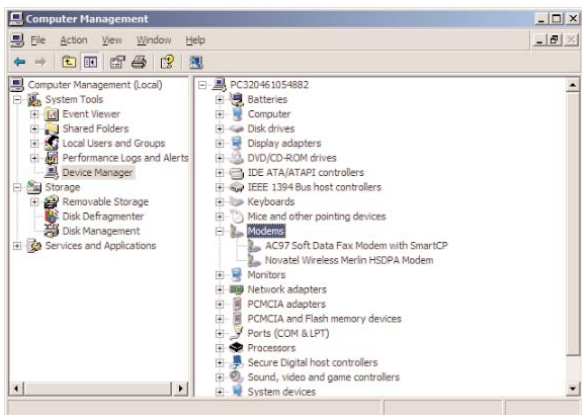 Computer Management
File Action View Window Help
Computer Management (Local)
System Tools
Event Viewer
Shared Folders
Local Users and Groups
Performance Logs and Alerts
Device Manager
Storage
Removable Storage
Disk Defragmenter
Disk Management
Services and Applications
PC320461054882
Batteries
Computer
Disk drives
Display adapters
DVD/CD-ROM drives
IDE ATA/ATAPI controllers
IEEE 1394 Bus host controllers
Keyboards
Mice and other pointing devices
Modems
AC97 Soft Data Fax Modem with SmartCP
Novatel Wireless Merlin HSDPA Modem
Monitors
Network adapters
PCMCIA adapters
PCMCIA and Flash memory devices
Ports (COM & LPT)
Processors
Secure Digital host controllers
Sound, video and game controllers
System devices